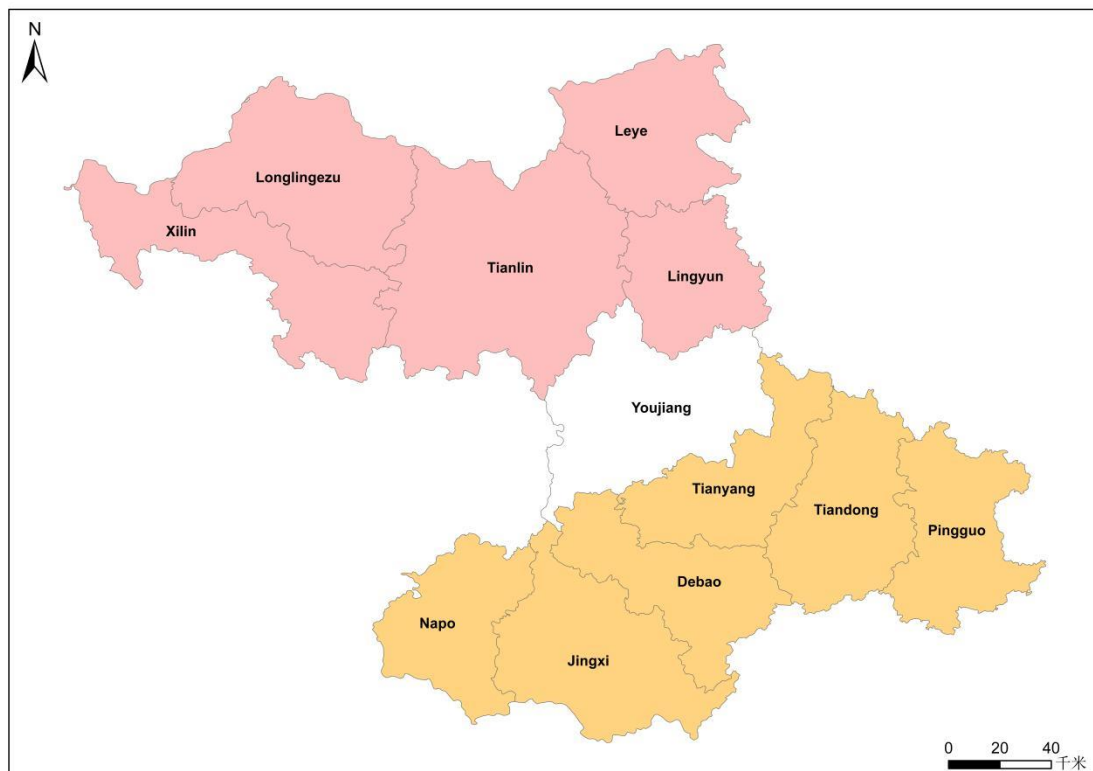 N
Leye
Longlingezu
Xilin
Tianlin
Lingyun
Youjiang
Tianyang
Tiandong
Pingguo
Debao
Napo
Jingxi
0 20 40
千米